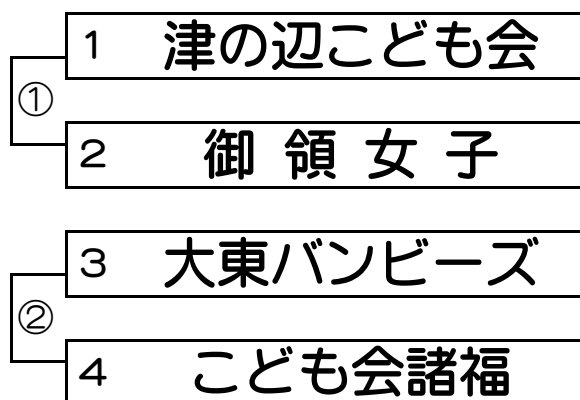 1 津の辺こども会
①
2 御領女子
3 大東バンビーズ
②
4 こども会諸福